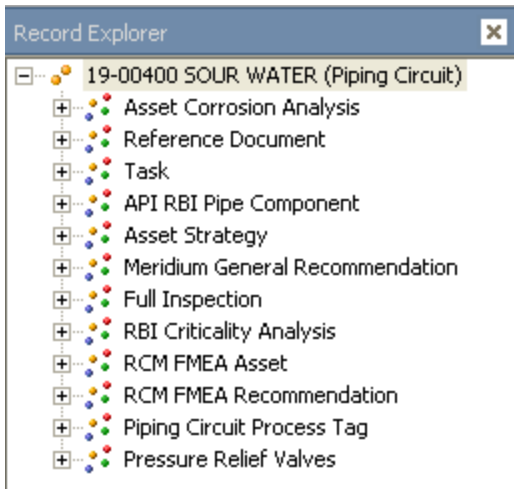 Record Explorer
19-00400 SOUR WATER (Piping Circuit)
Asset Corrosion Analysis
Reference Document
Task
API RBI Pipe Component
Asset Strategy
Meridium General Recommendation
Full Inspection
RBI Criticality Analysis
RCM FMEA Asset
RCM FMEA Recommendation
Piping Circuit Process Tag
Pressure Relief Valves